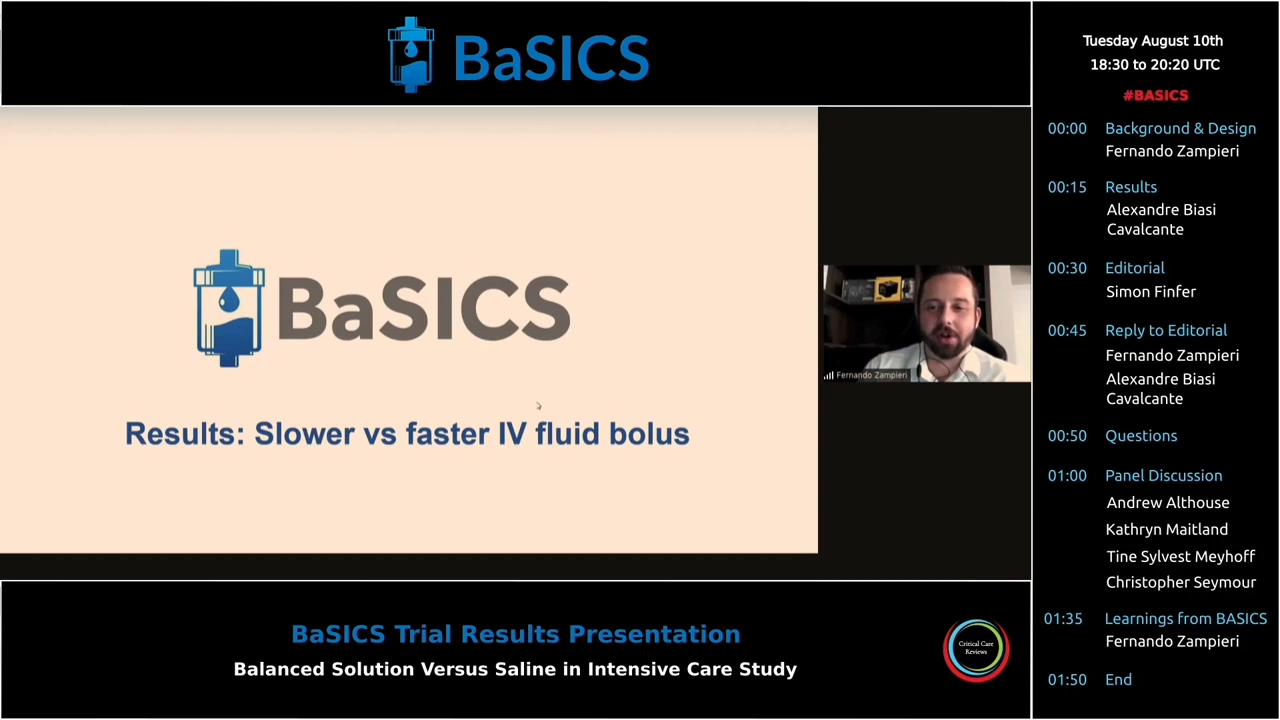 BaSICS
BaSICS
Results: Slower vs faster IV fluid bolus
Fernando Zampieri
BaSICS Trial Results Presentation
Balanced Solution Versus Saline in Intensive Care Study
Critical Care
Reviews
Tuesday August 10th
18:30 to 20:20 UTC
#BASICS
00:00 Background & Design
Fernando Zampieri
00:15 Results
Alexandre Biasi
Cavalcante
00:30 Editorial
Simon Finfer
00:45 Reply to Editorial
Fernando Zampieri
Alexandre Biasi
Cavalcante
00:50 Questions
01:00 Panel Discussion
Andrew Althouse
Kathryn Maitland
Tine Sylvest Meyhoff
Christopher Seymour
01:35 Learnings from BASICS
Fernando Zampieri
01:50 End